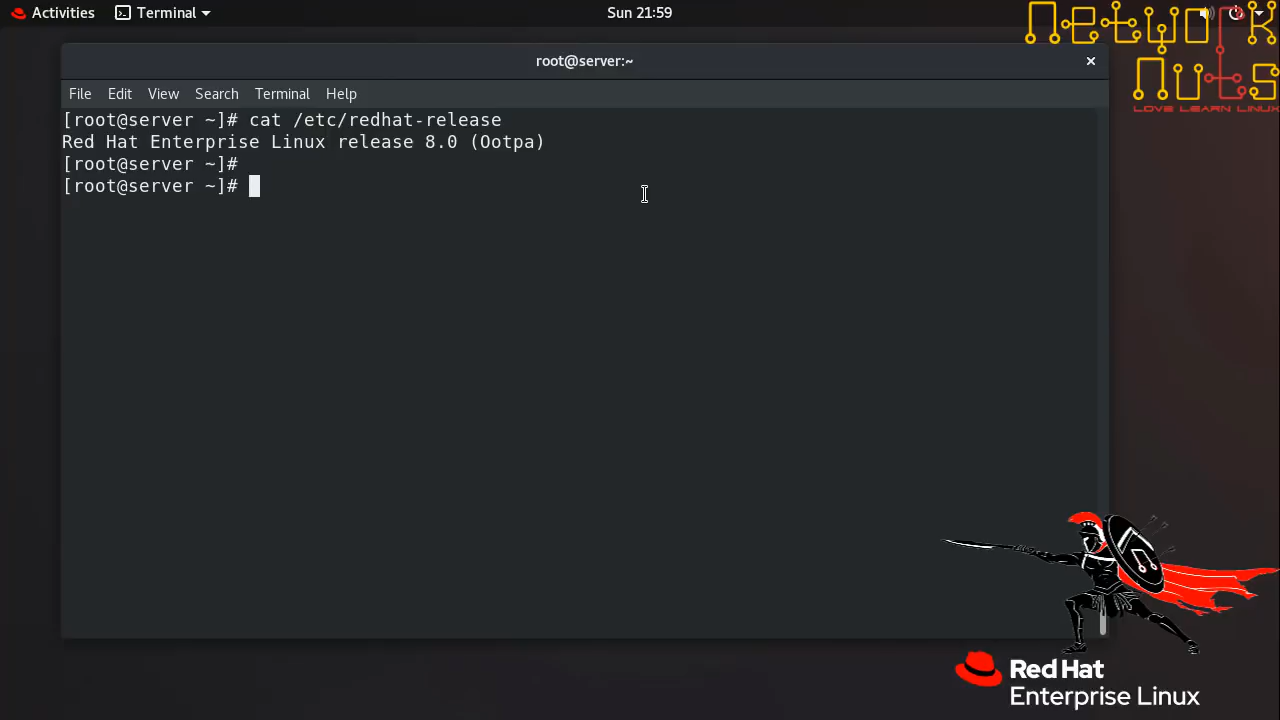 Activities Terminal Sun 21:59
Network
Nuts
LOVE LEARN LINUX
root@server:~ ×
File Edit View Search Terminal Help
[root@server ~]# cat /etc/redhat-release
Red Hat Enterprise Linux release 8.0 (Ootpa)
[root@server ~]#
[root@server ~]#
Red Hat
Enterprise Linux